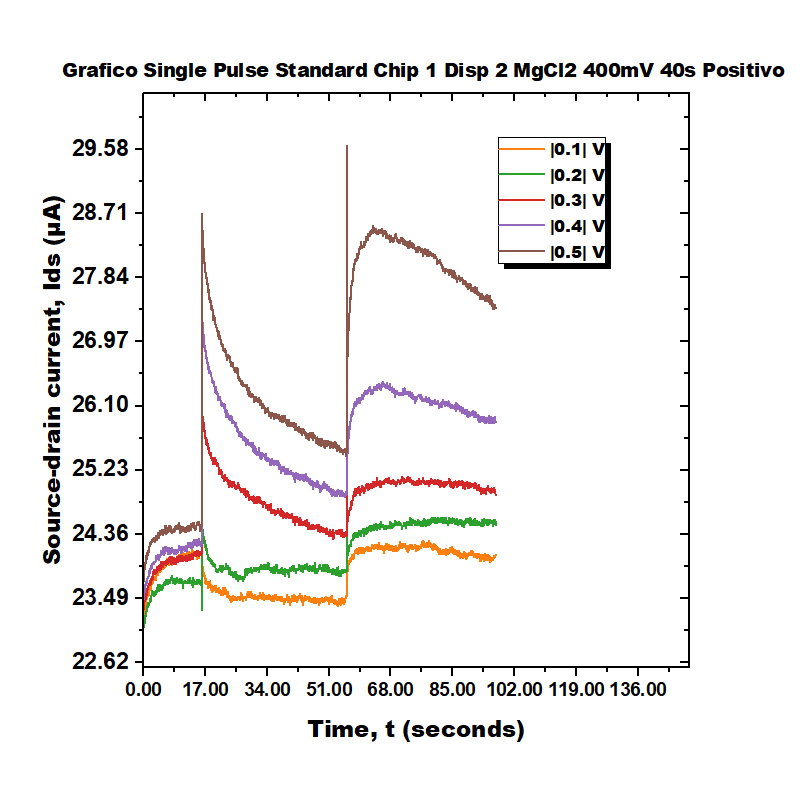 Grafico Single Pulse Standard Chip 1 Disp 2 MgCl2 400mV 40s Positivo
29.58
28.71
27.84
26.97
26.10
25.23
24.36
23.49
22.62
Source-drain current, Ids (µA)
|0.1| V
|0.2| V
|0.3| V
|0.4| V
|0.5| V
0.00 17.00 34.00 51.00 68.00 85.00 102.00 119.00 136.00
Time, t (seconds)